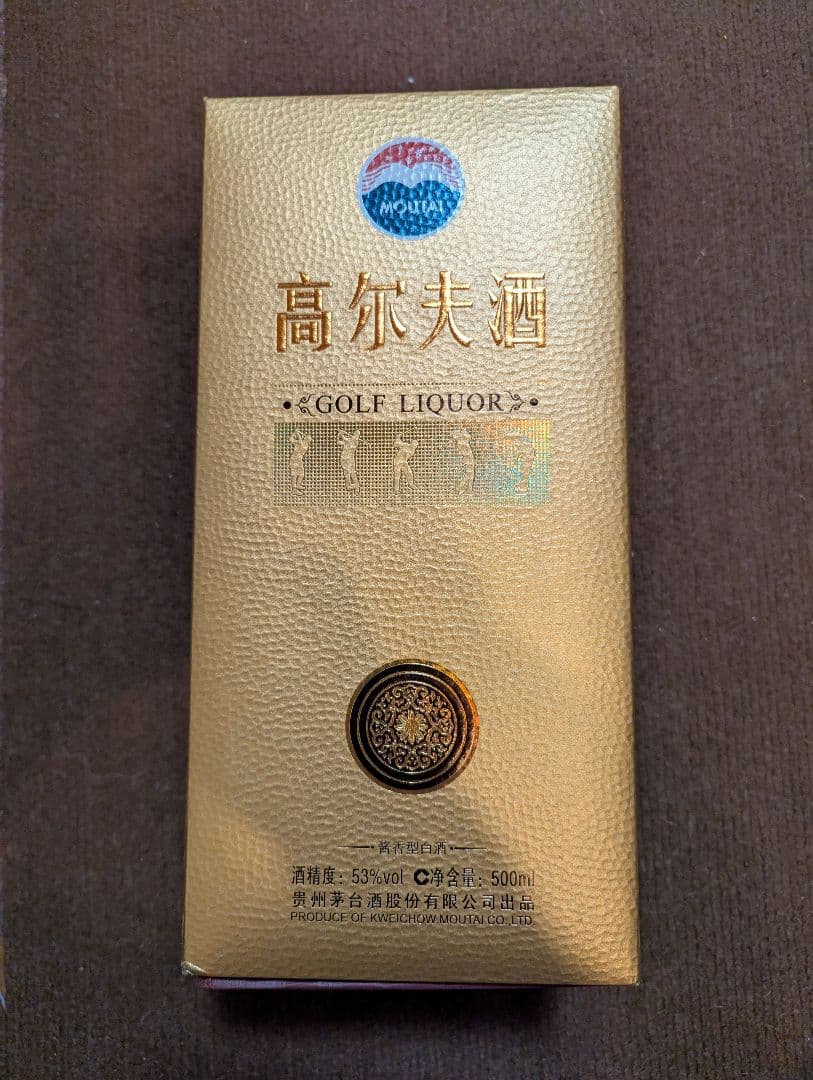 MOUTAI
高尔夫酒
GOLF LIQUOR
酱香型白酒
酒精度：53%vol C净含量：500ml
贵州茅台酒股份有限公司出品
PRODUCE OF KWEICHOW MOUTAI CO.,LTD.